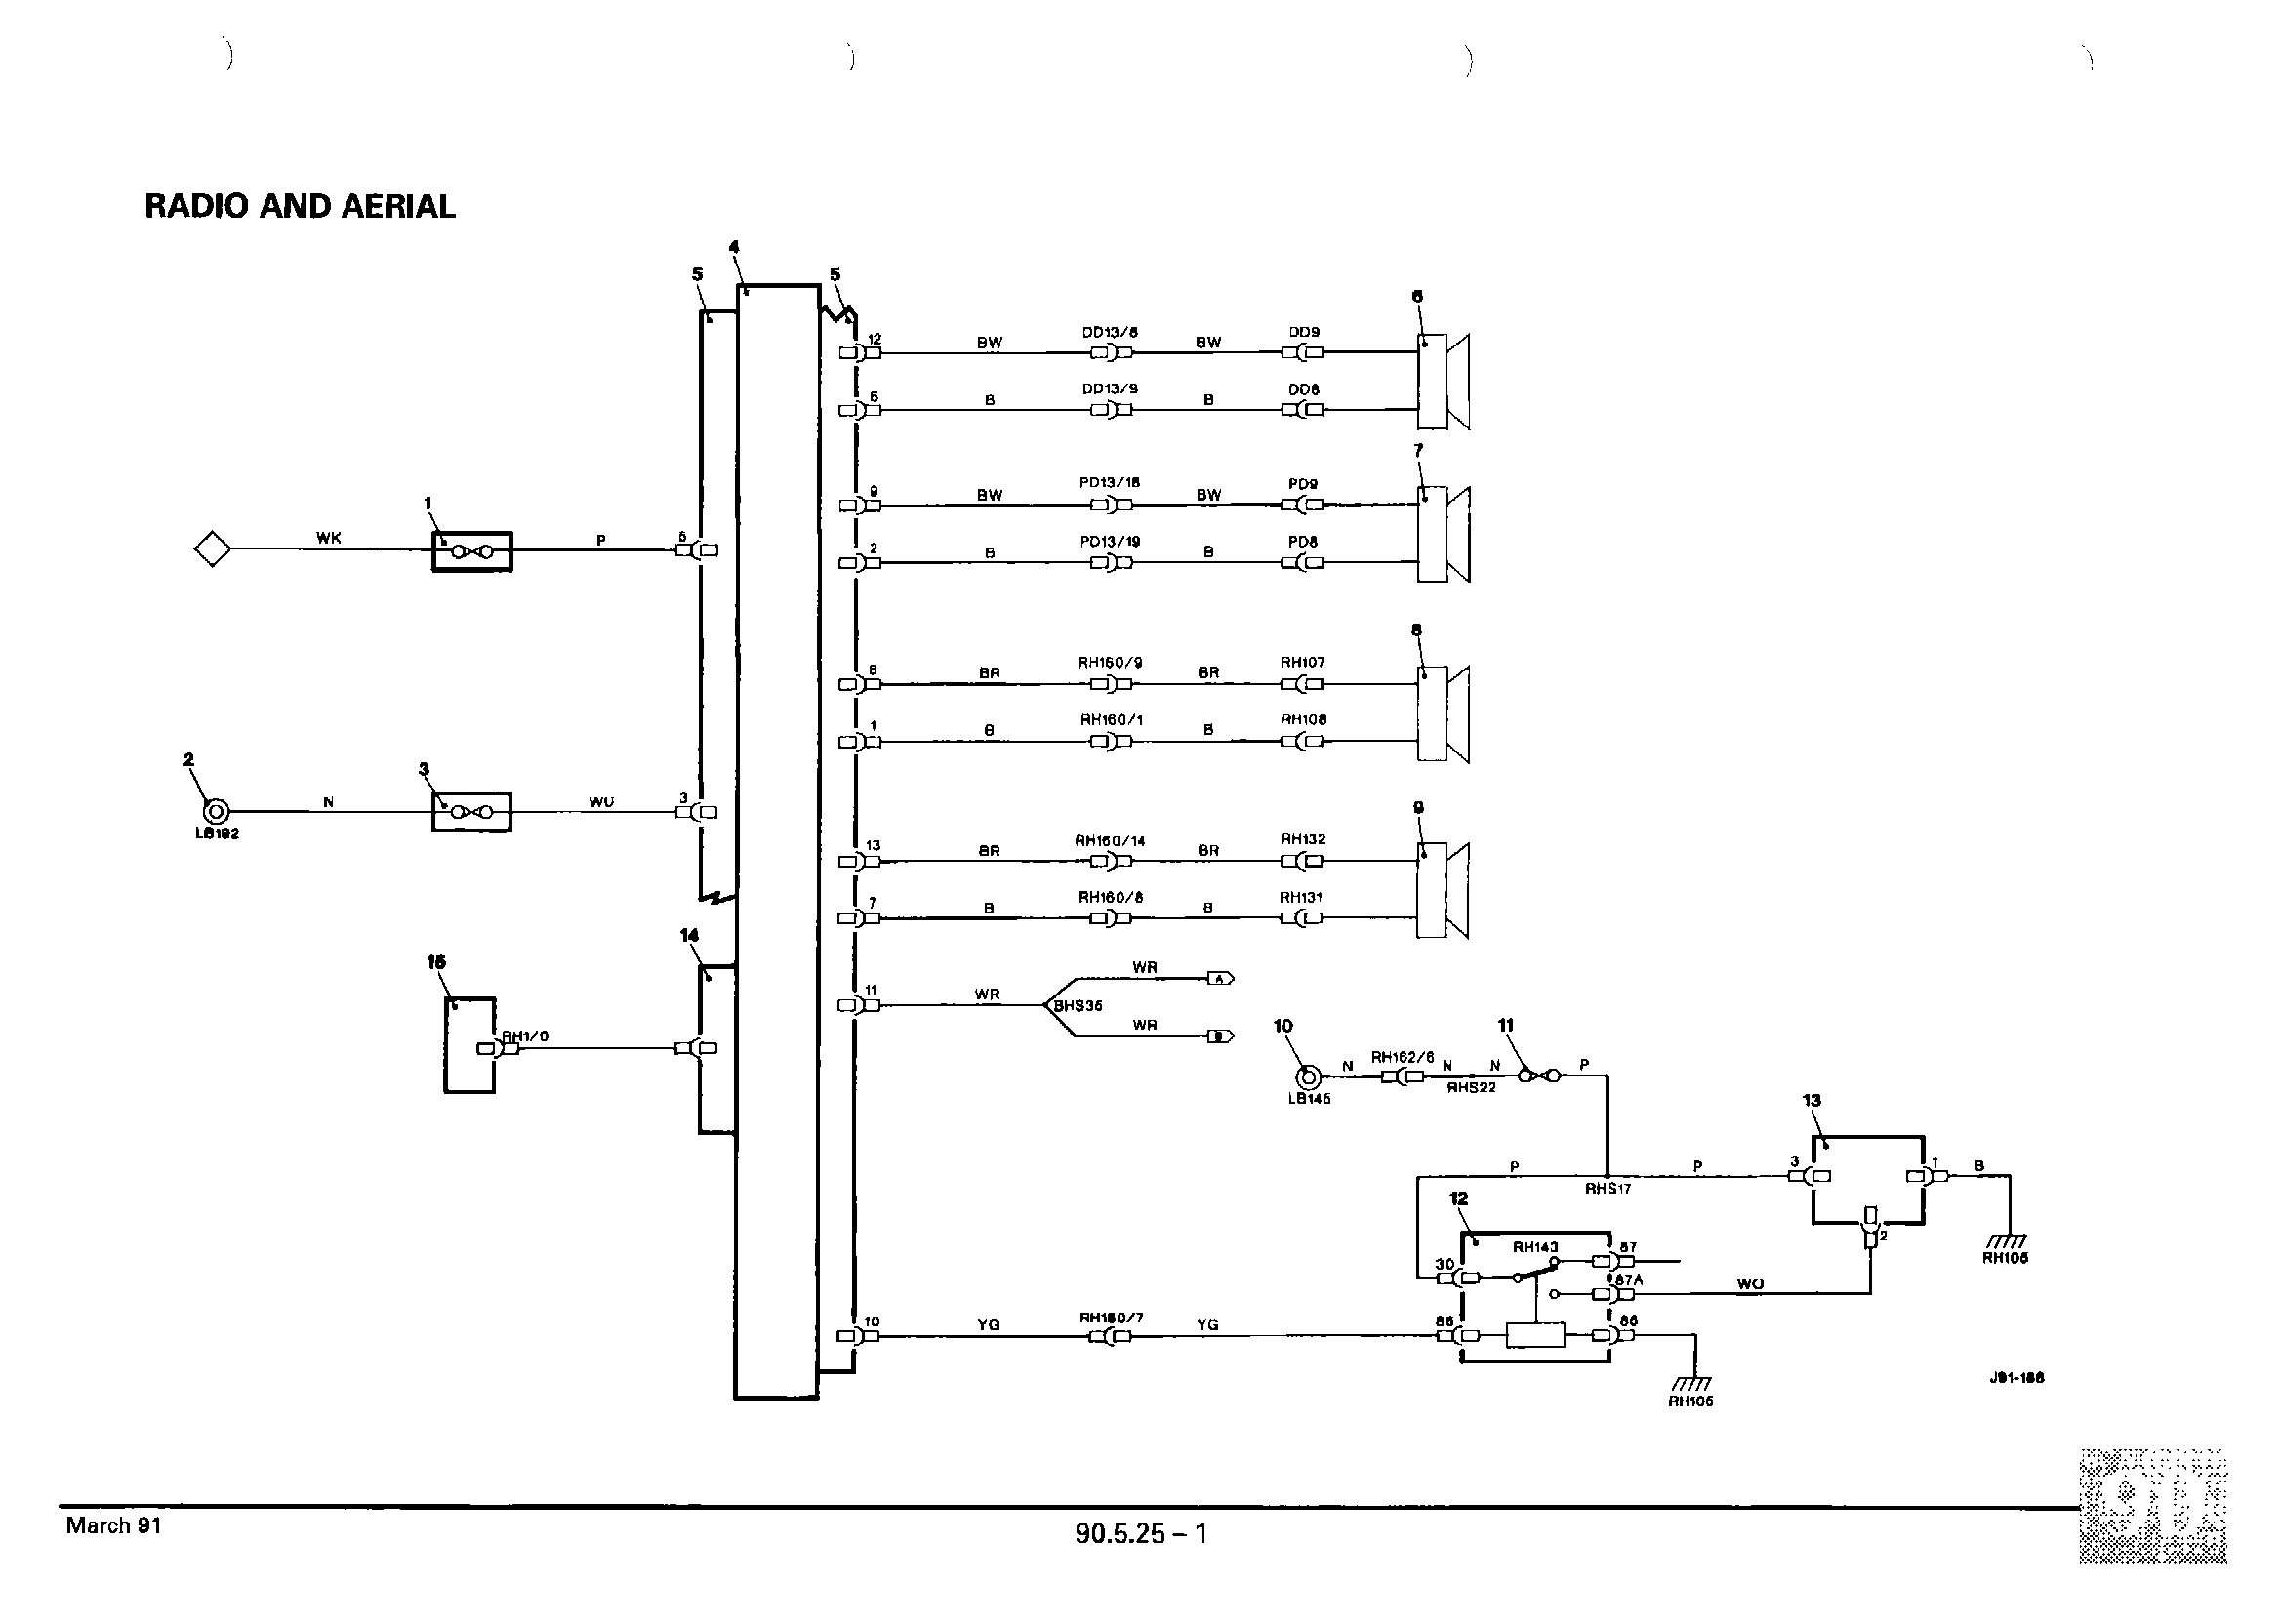 RADIO AND AERIAL
4
5
5
6
12
BW
DD13/8
BW
DD9
B
DD13/9
B
DD8
7
9
BW
PD13/18
BW
PD9
1
WK
P
2
B
PD13/19
B
PD8
8
BR
RH160/9
BR
RH107
1
B
RH160/1
B
RH108
2
N
LB192
3
WU
3
9
13
BR
RH160/14
BR
RH132
7
B
RH160/8
B
RH131
14
15
RH1/0
11
WR
BHS35
WR
A
WR
B
10
N
LB145
RH162/6
N
RHS22
N
11
P
13
P
RHS17
P
3
1
B
2
RH105
12
RH143
30
87
87A
WO
86
RH105
10
YG
RH160/7
YG
J91-188
March 91
90.5.25 – 1
90